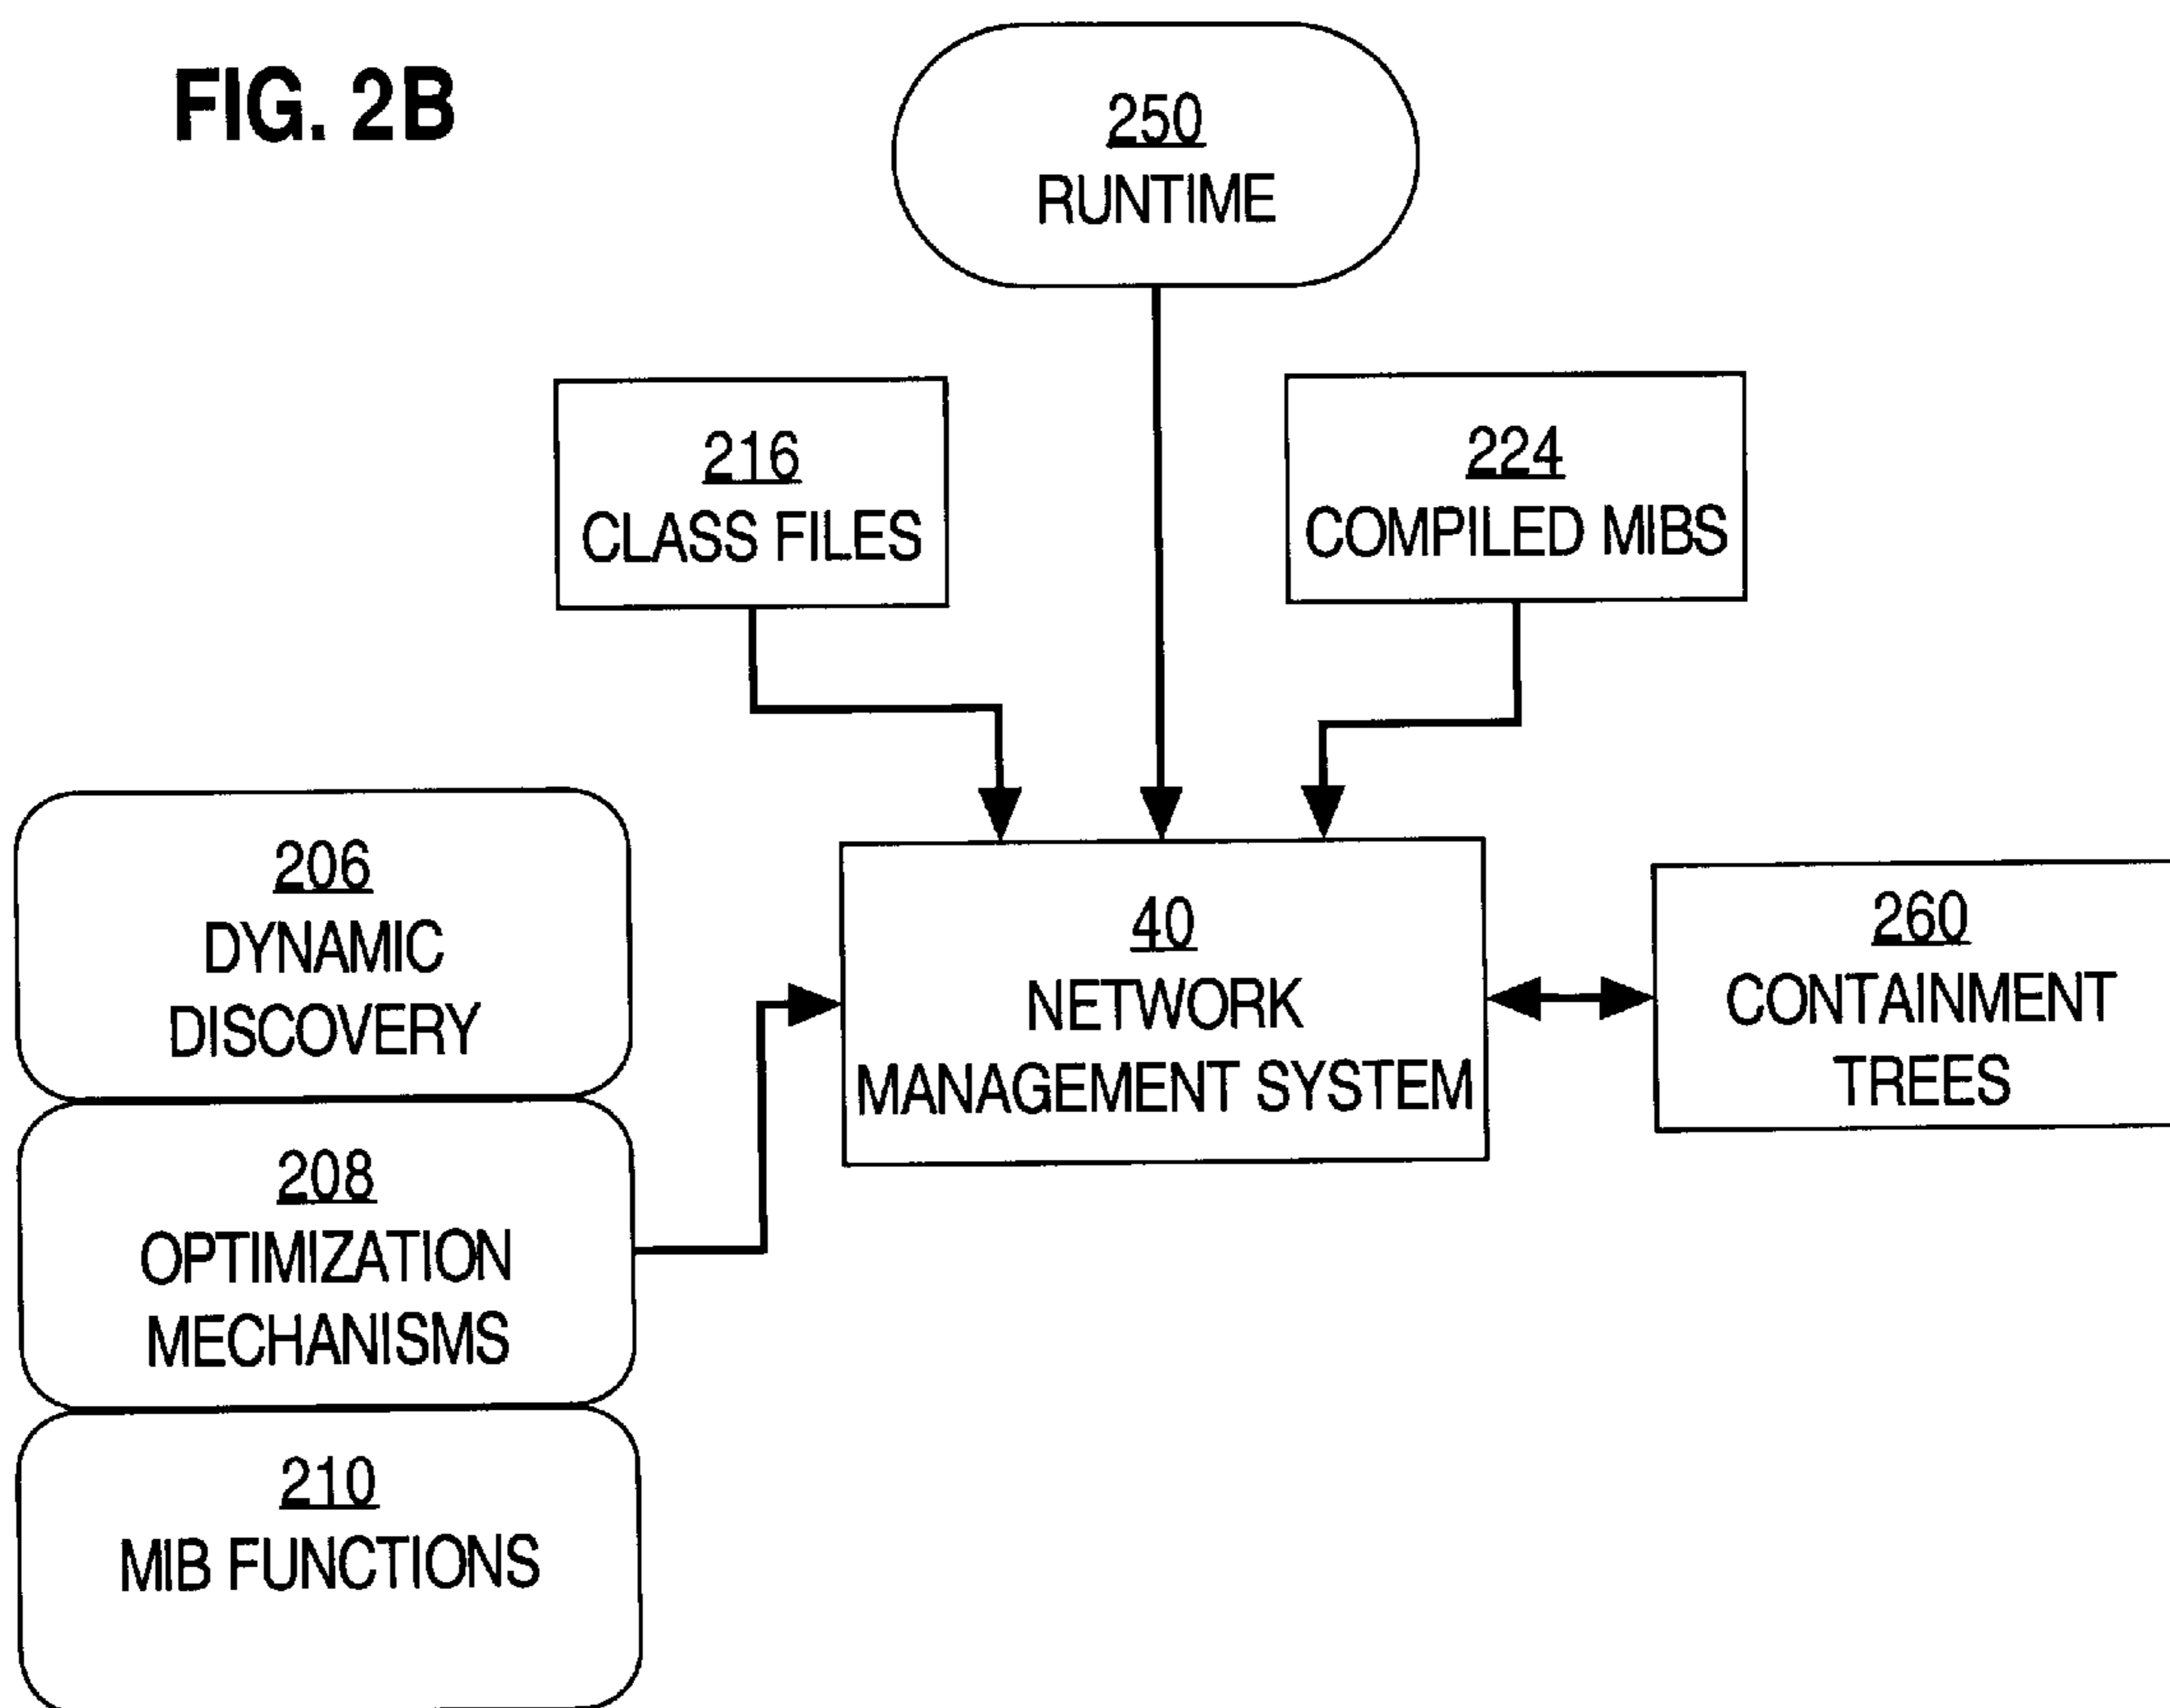 FIG. 2B
250
RUNTIME
216
CLASS FILES
224
COMPILED MIBS
206
DYNAMIC
DISCOVERY
40
NETWORK
MANAGEMENT SYSTEM
260
CONTAINMENT
TREES
208
OPTIMIZATION
MECHANISMS
210
MIB FUNCTIONS